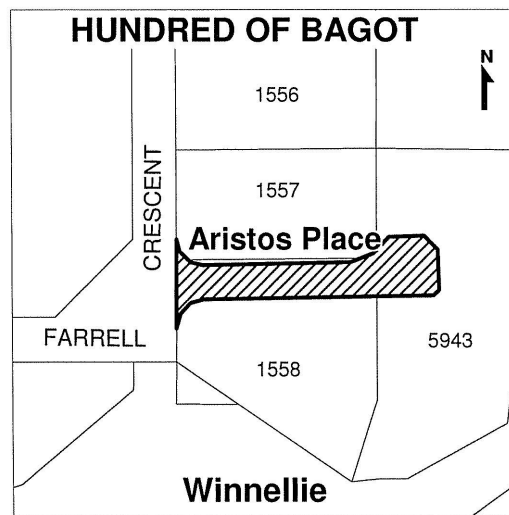 HUNDRED OF BAGOT
N
1556
CRESCENT
1557
Aristos Place
FARRELL
5943
1558
Winnellie